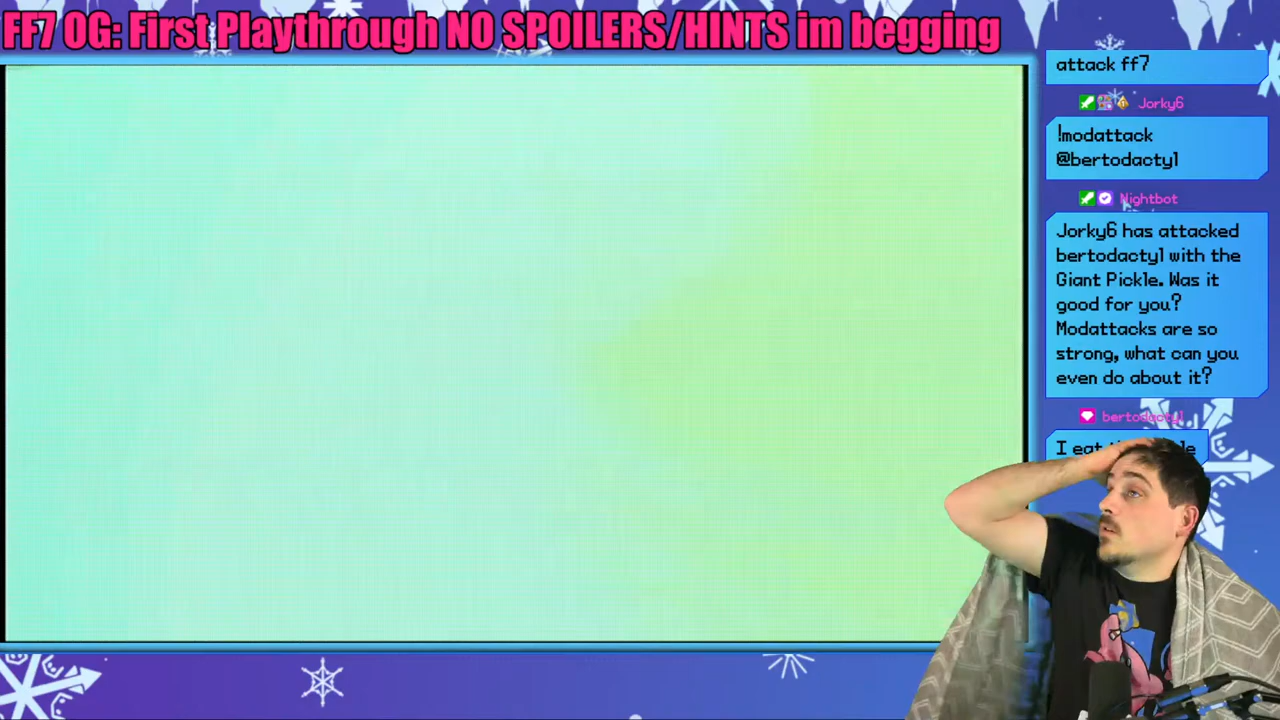 FF7 OG: First Playthrough NO SPOILERS/HINTS im begging
attack ff7
Jorky6
!modattack
@bertodactyl
Nightbot
Jorky6 has attacked
bertodactyl with the
Giant Pickle. Was it
good for you?
Modattacks are so
strong, what can you
even do about it?
bertodactyl
I eat